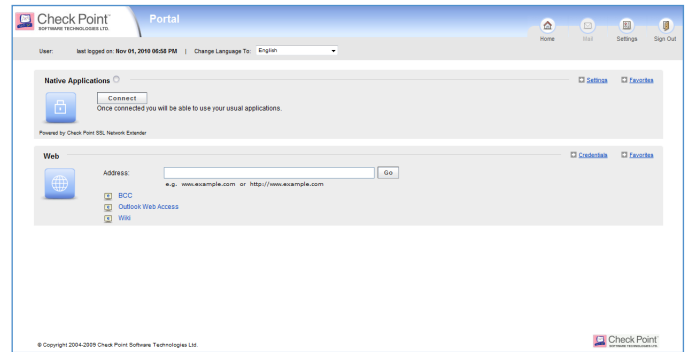 Check Point
SOFTWARE TECHNOLOGIES LTD.
Portal
Home
Mail
Settings
Sign Out
User: last logged on: Nov 01, 2010 06:58 PM | Change Language To: English
Native Applications
Settings
Favorites
Connect
Once connected you will be able to use your usual applications.
Powered by: Check Point SSL Network Extender
Web
Credentials
Favorites
Address:
Go
e.g. www.example.com or http://www.example.com
BCC
Outlook Web Access
Wiki
© Copyright 2004-2009 Check Point Software Technologies Ltd.
Check Point
SOFTWARE TECHNOLOGIES LTD.